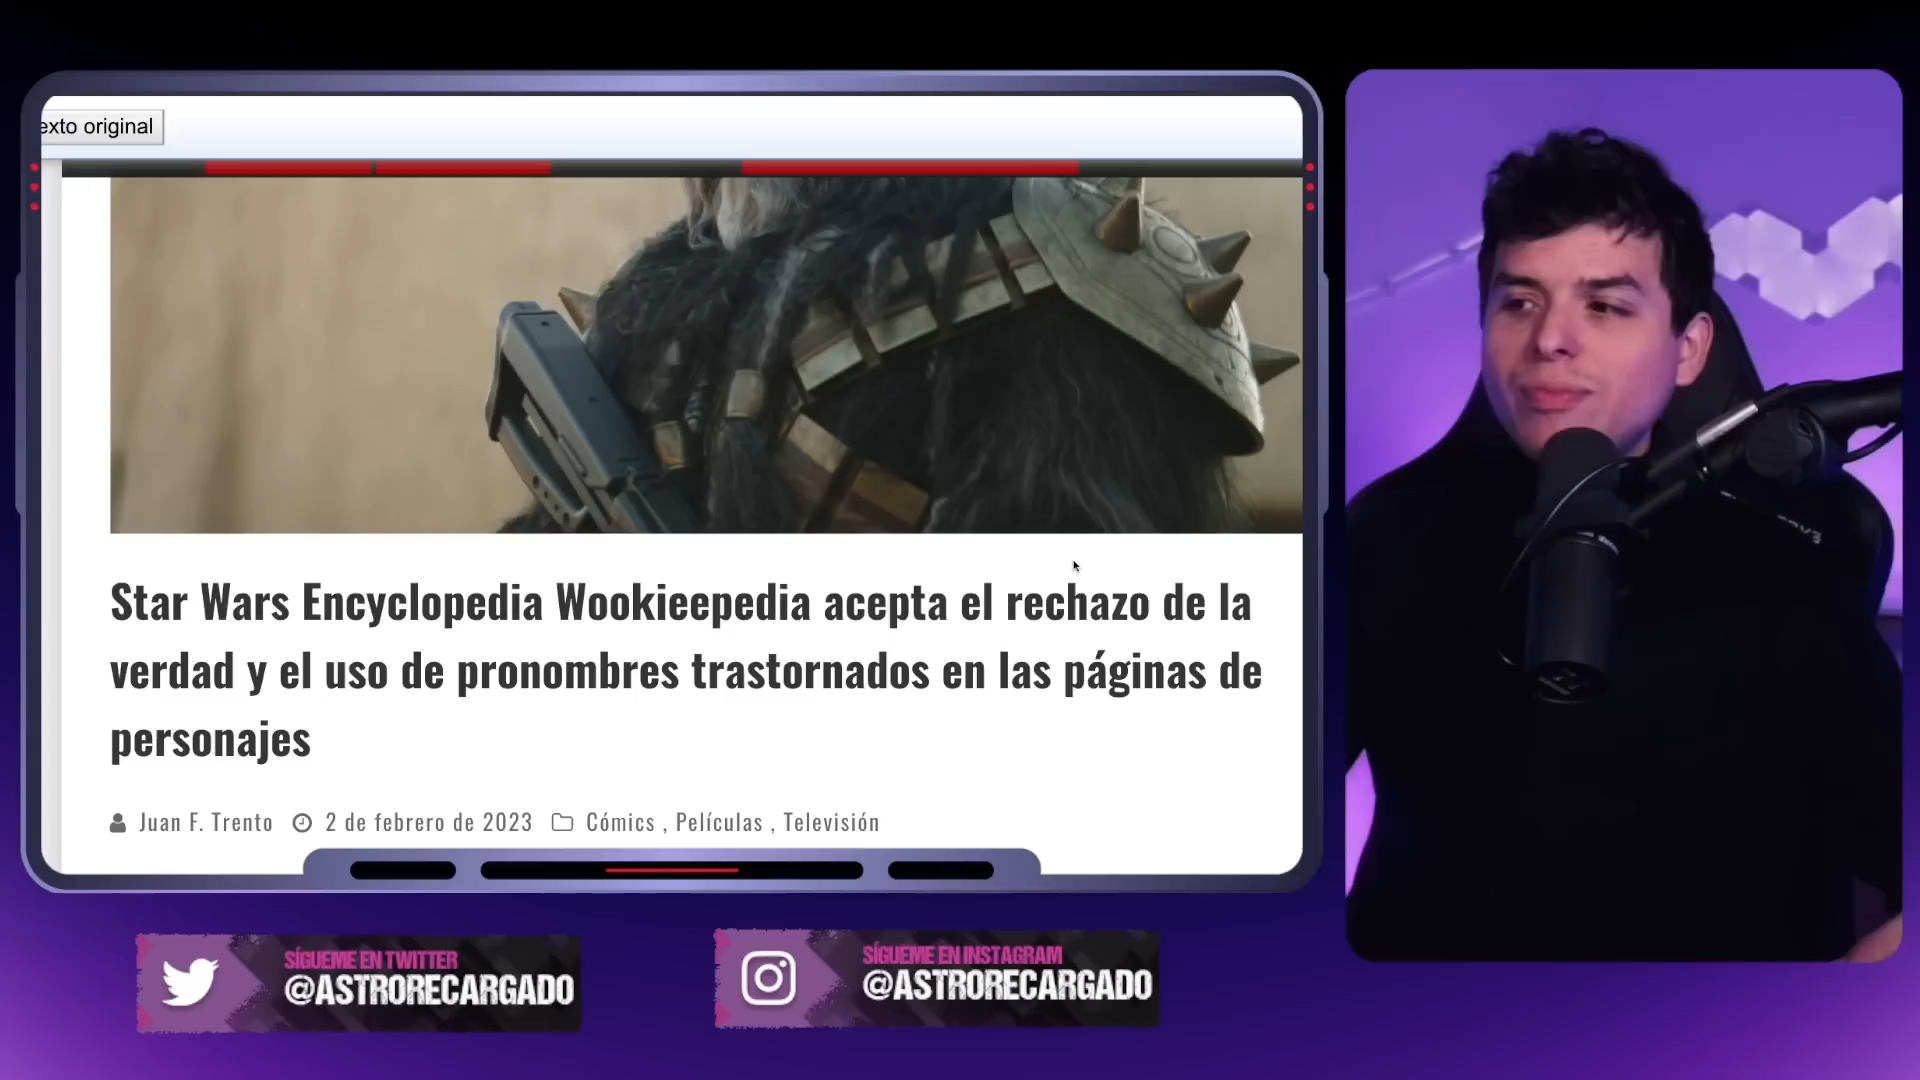 exto original
Star Wars Encyclopedia Wookieepedia acepta el rechazo de la
verdad y el uso de pronombres trastornados en las páginas de
personajes
Juan F. Trento 2 de febrero de 2023 Cómics , Películas , Televisión
SÍGUEME EN TWITTER
@ASTRORECARGADO
SÍGUEME EN INSTAGRAM
@ASTRORECARGADO